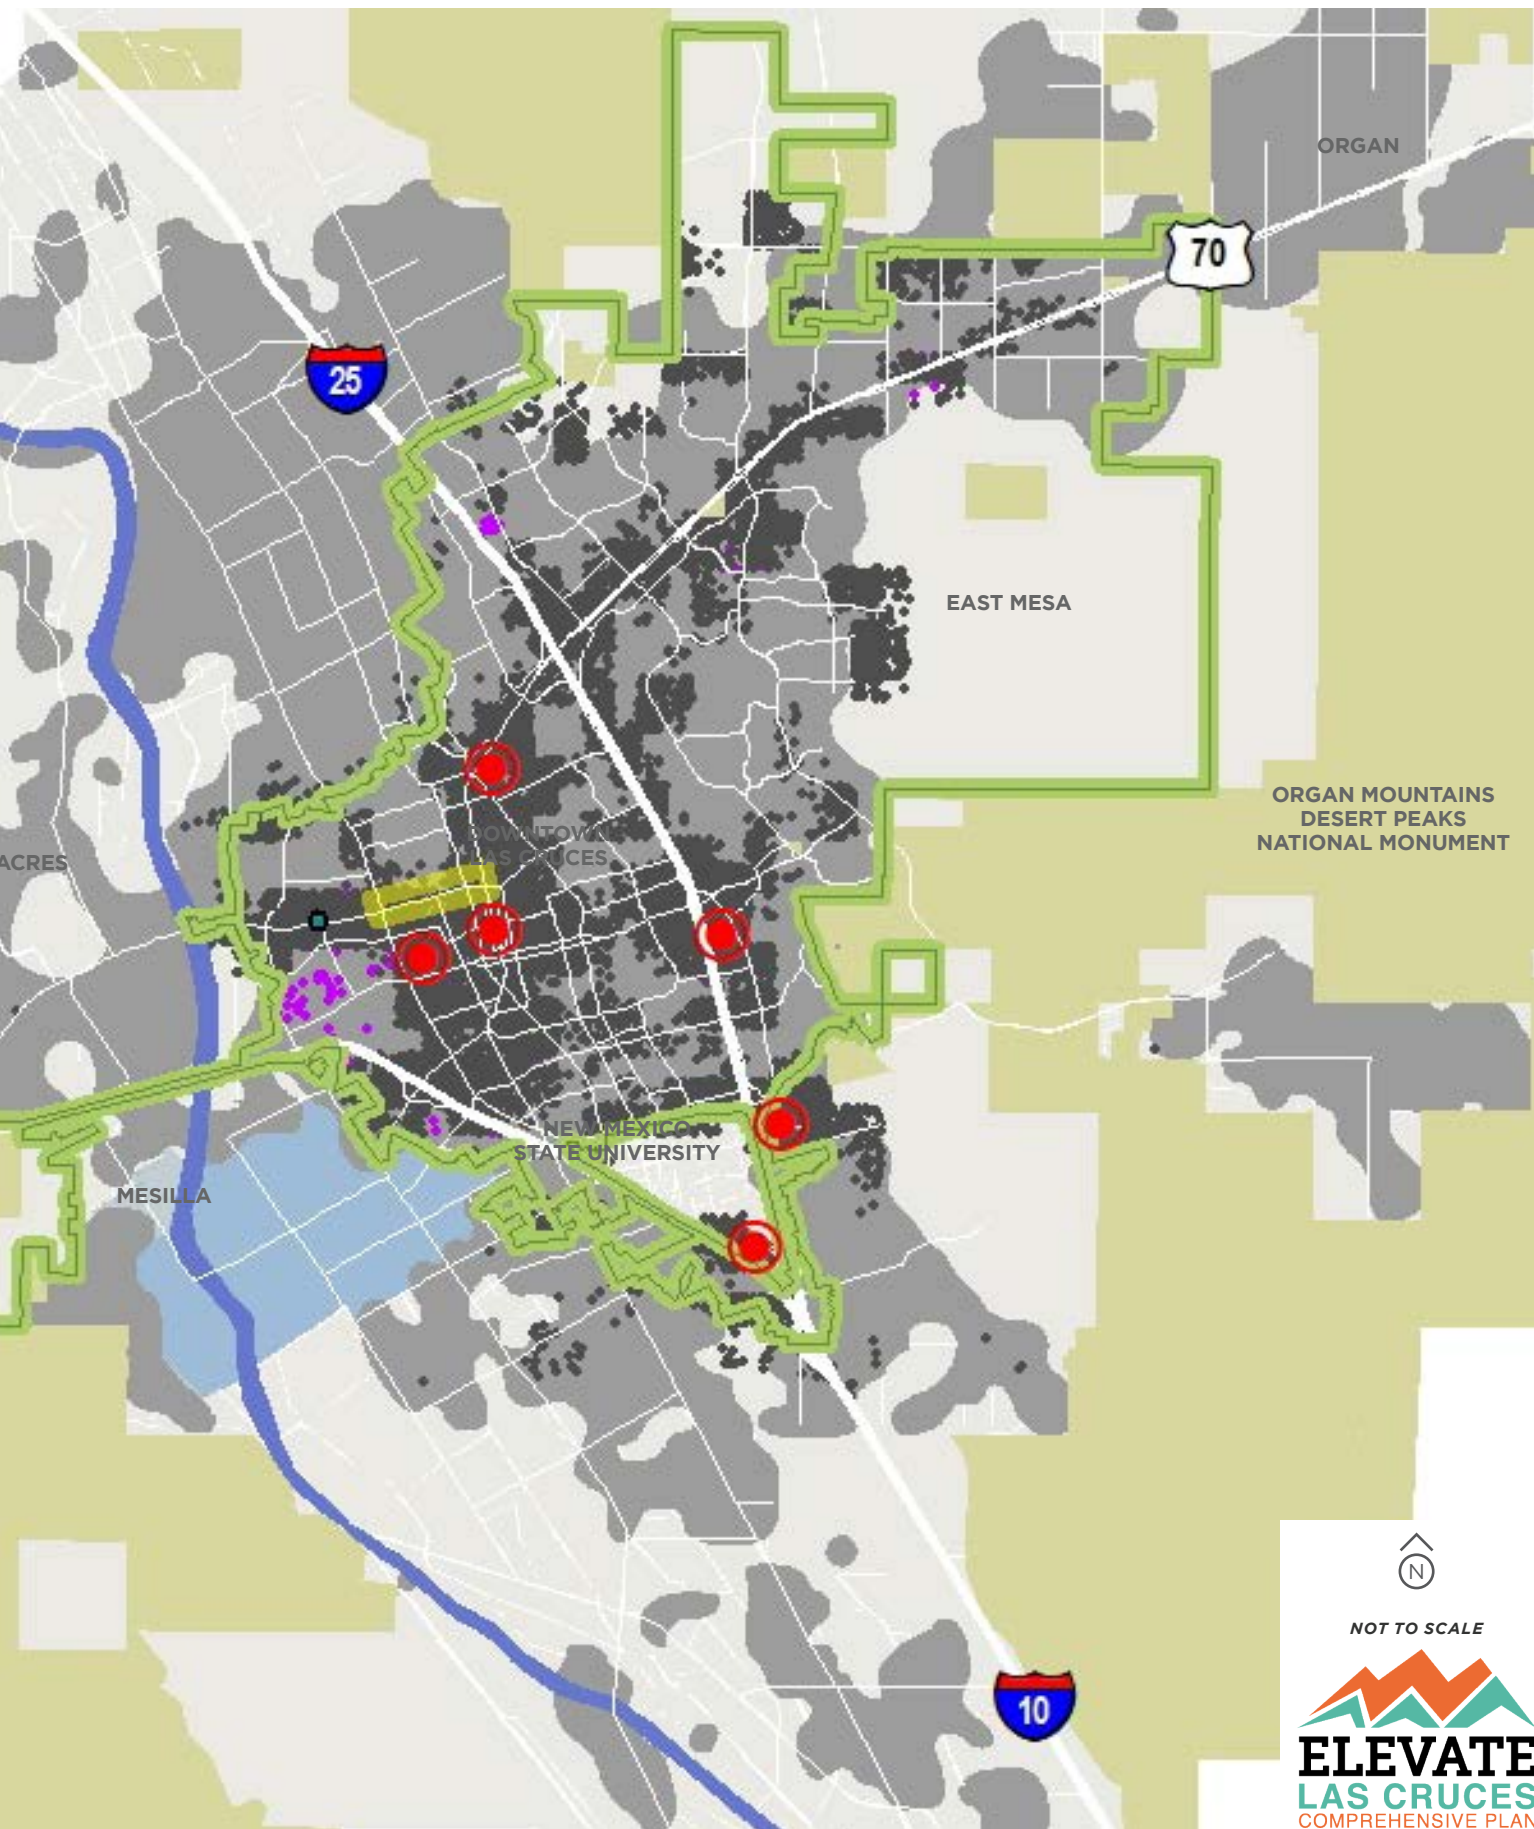 ORGAN
70
25
EAST MESA
ORGAN MOUNTAINS
DESERT PEAKS
NATIONAL MONUMENT
DOWNTOWN
LAS CRUCES
ACRES
NEW MEXICO
STATE UNIVERSITY
MESILLA
N
NOT TO SCALE
10
ELEVATE
LAS CRUCES
COMPREHENSIVE PLAN